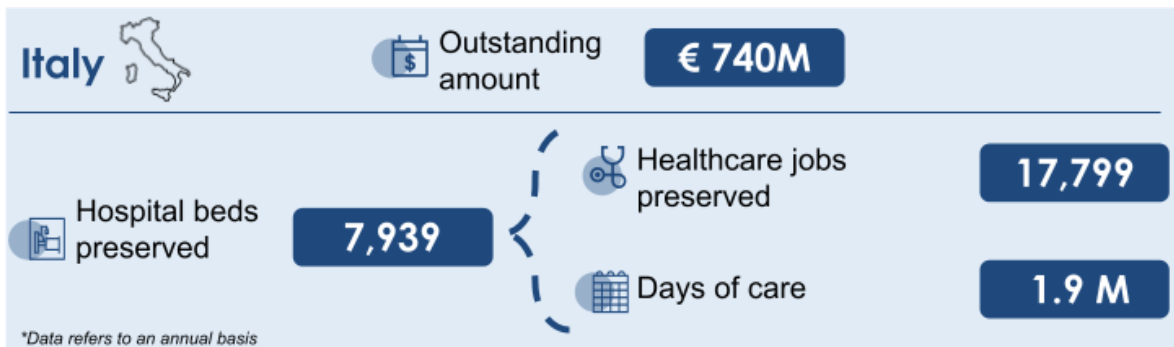 Italy
Outstanding
amount
€ 740M
Hospital beds
preserved
7,939
Healthcare jobs
preserved
17,799
Days of care
1.9 M
*Data refers to an annual basis